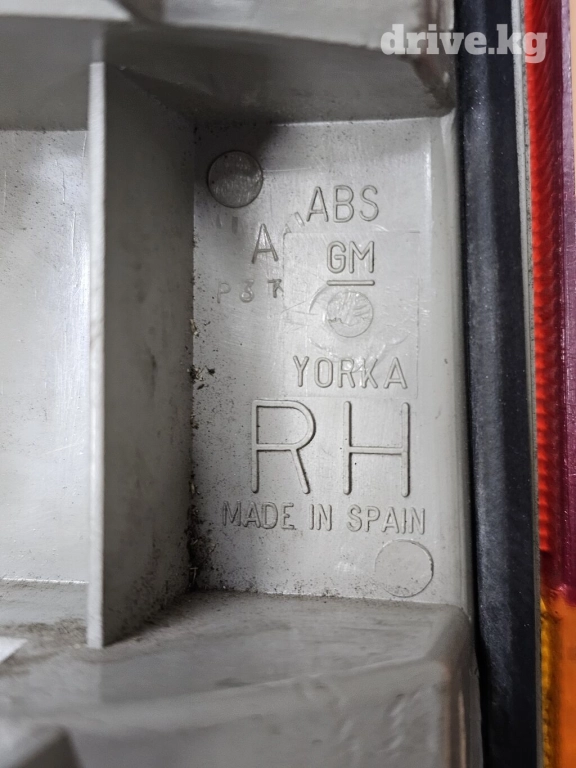 drive.kg
ABS
A
GM
YORKA
RH
MADE IN SPAIN